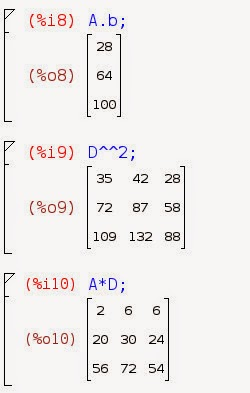 (%i8) A.b;
28
(%o8) 64
100
(%i9) D^^2;
35 42 28
(%o9) 72 87 58
109 132 88
(%i10) A*D;
2 6 6
(%o10) 20 30 24
56 72 54